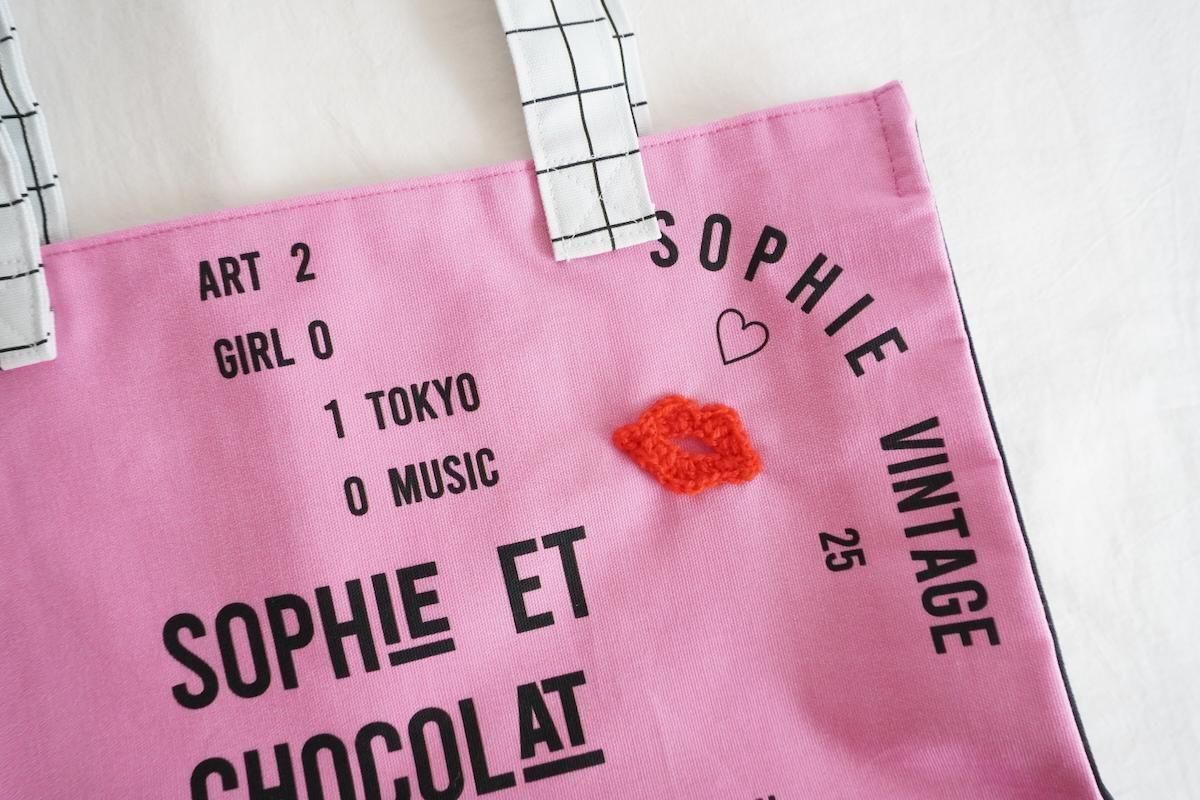 ART 2
GIRL 0
1 TOKYO
0 MUSIC
SOPHIE ET
CHOCOLAT
SOPHIE VINTAGE
25